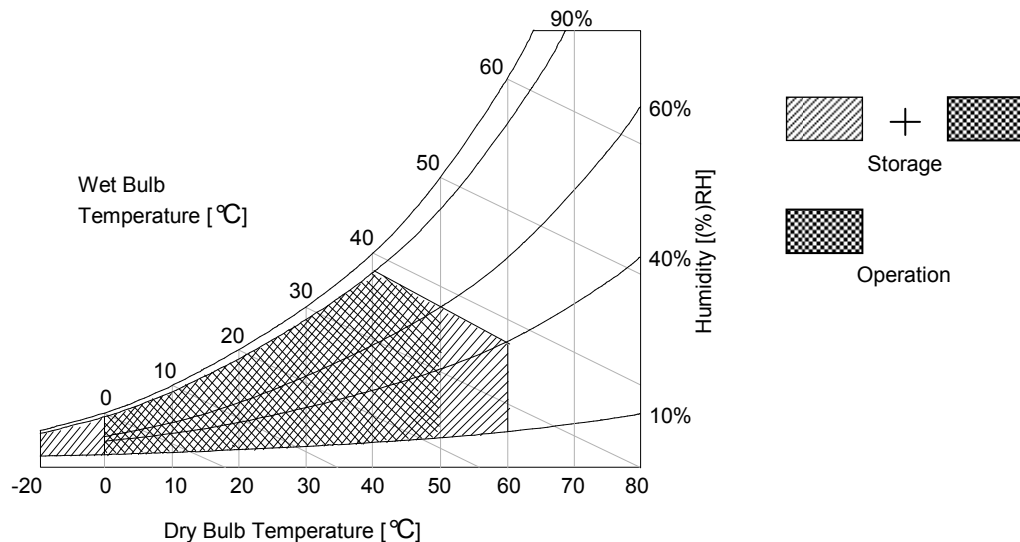 90%
60
60%
50
Wet Bulb
Temperature [℃]
40
40%
30
20
10
0
10%
Humidity [(%)RH]
-20 0 10 20 30 40 50 60 70 80
Dry Bulb Temperature [℃]
+
Storage
Operation